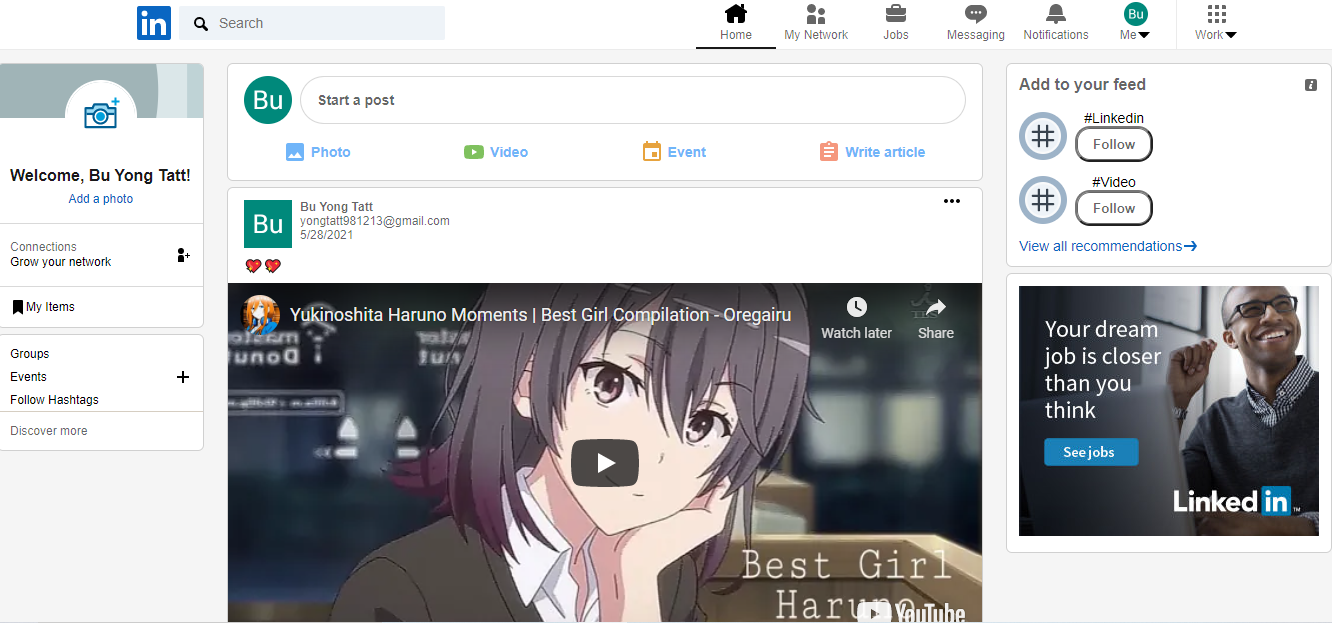 in
Search
Home
My Network
Jobs
Messaging
Notifications
Bu
Me
Work
Welcome, Bu Yong Tatt!
Add a photo
Connections
Grow your network
My Items
Groups
Events
Follow Hashtags
Discover more
Bu
Start a post
Photo
Video
Event
Write article
Bu
Bu Yong Tatt
yongtatt981213@gmail.com
5/28/2021
💖💖
Yukinoshita Haruno Moments | Best Girl Compilation - Oregairu
Watch later
Share
Best Girl
Haruno
YouTube
Add to your feed
#Linkedin
Follow
#Video
Follow
View all recommendations
Your dream
job is closer
than you
think
See jobs
Linked in